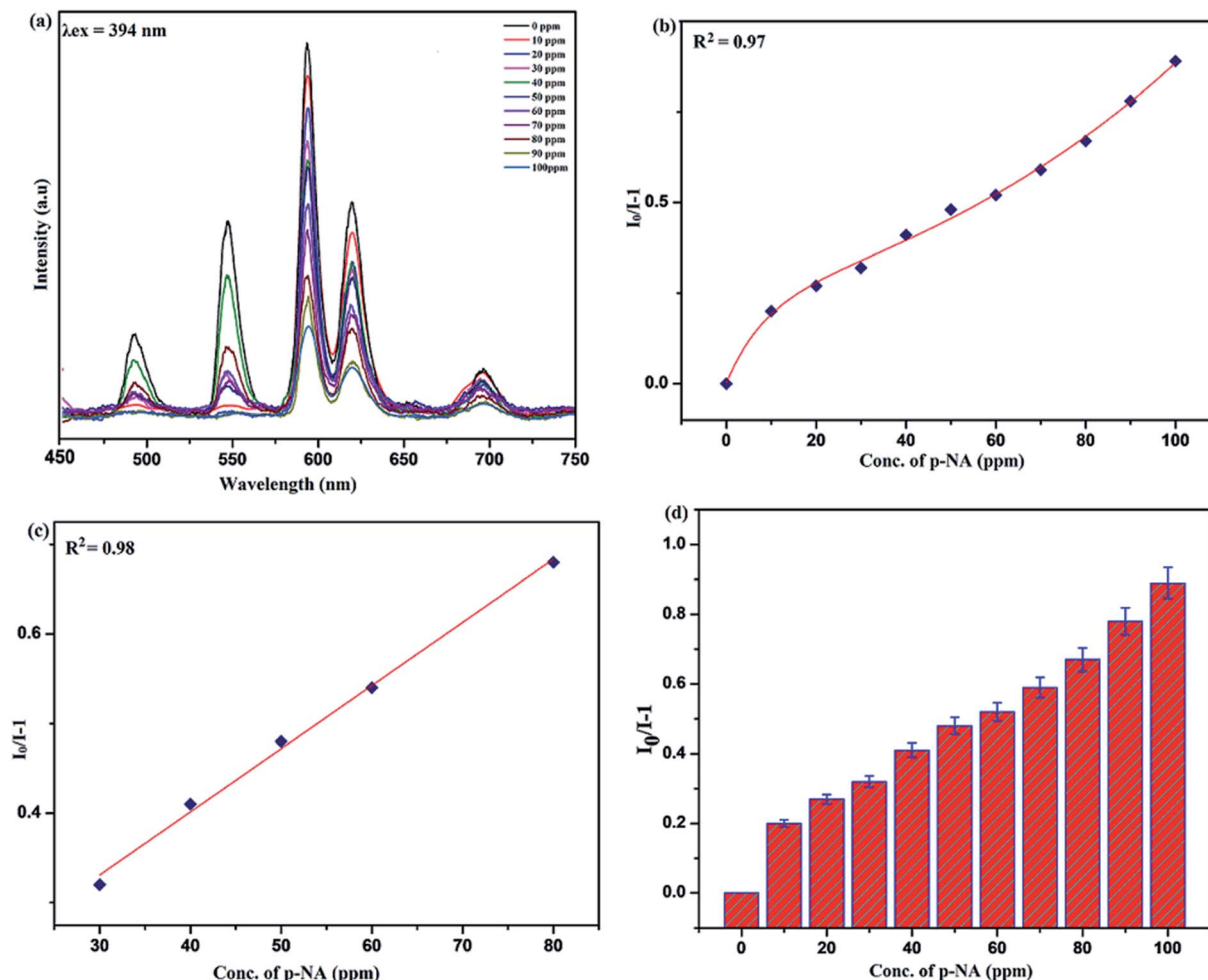 (a)
λex = 394 nm
0 ppm
10 ppm
20 ppm
30 ppm
40 ppm
50 ppm
60 ppm
70 ppm
80 ppm
90 ppm
100ppm
Intensity (a.u)
450 500 550 600 650 700 750
Wavelength (nm)
(b)
R² = 0.97
I₀/I-1
0.5
0.0
0 20 40 60 80 100
Conc. of p-NA (ppm)
(c)
R² = 0.98
I₀/I-1
0.6
0.4
30 40 50 60 70 80
Conc. of p-NA (ppm)
(d)
I₀/I-1
1.0
0.8
0.6
0.4
0.2
0.0
0 20 40 60 80 100
Conc. of p-NA (ppm)